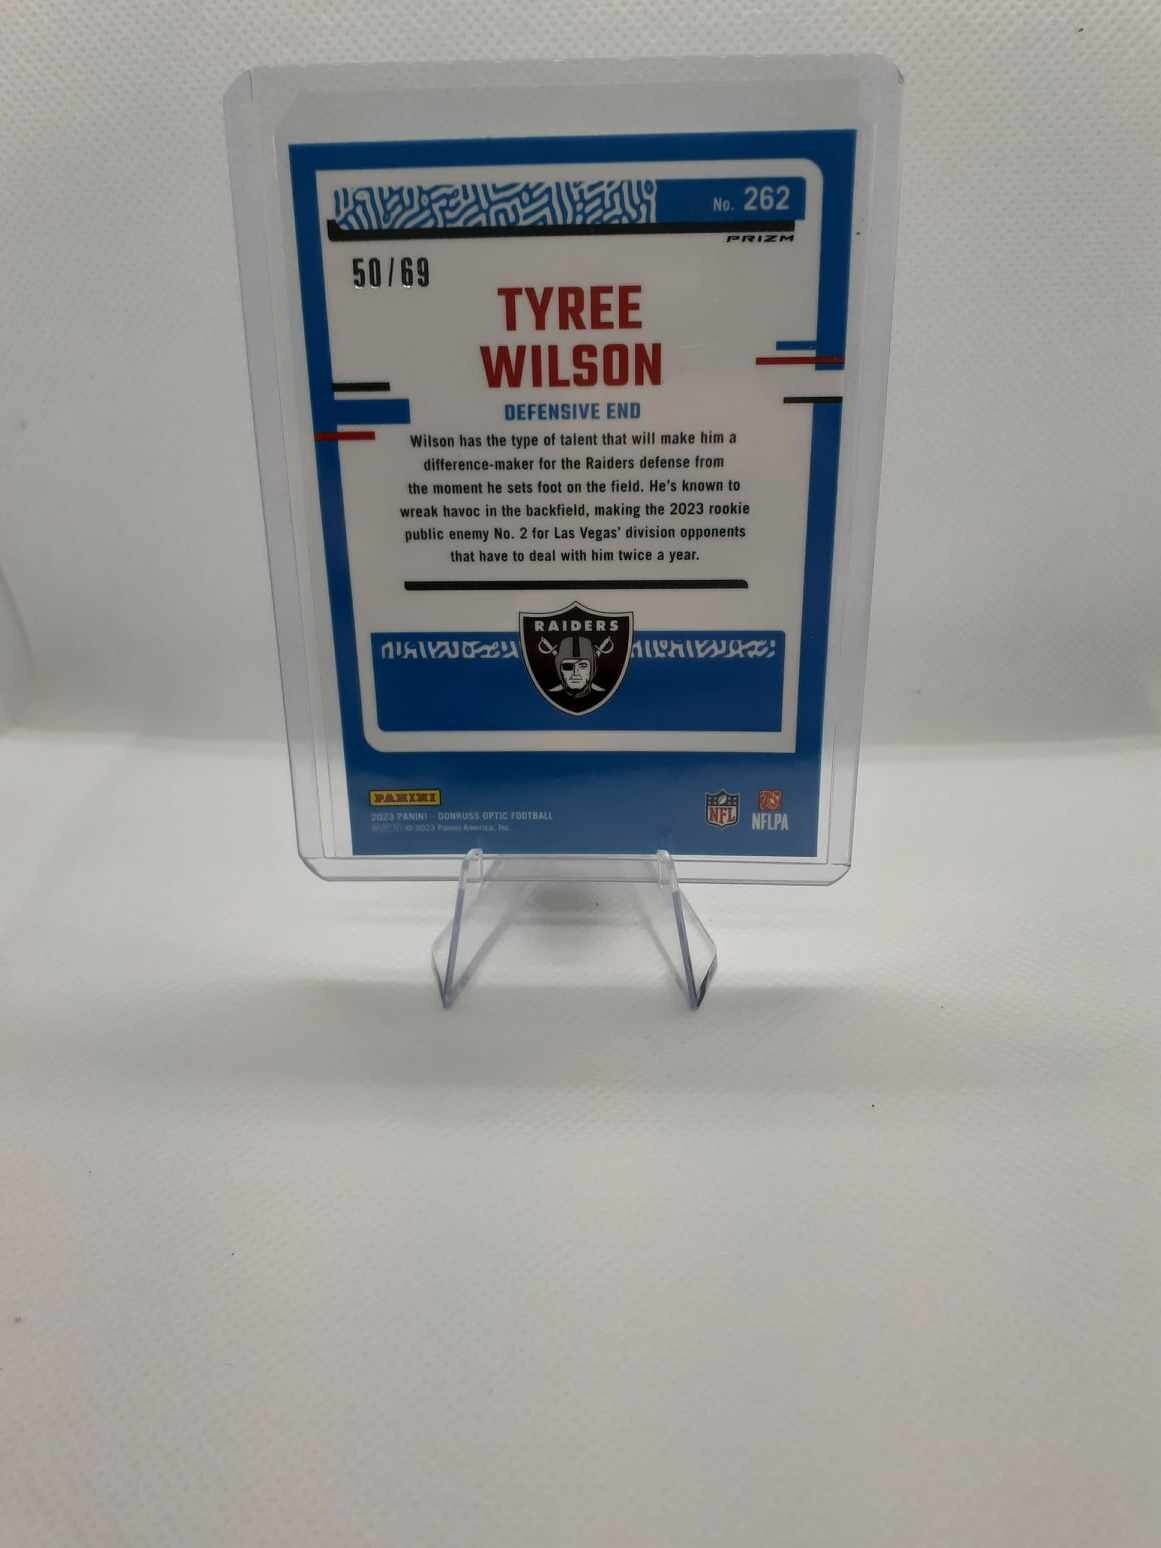 No. 262
PRIZM
50/69
TYREE
WILSON
DEFENSIVE END
Wilson has the type of talent that will make him a
difference-maker for the Raiders defense from
the moment he sets foot on the field. He's known to
wreak havoc in the backfield, making the 2023 rookie
public enemy No. 2 for Las Vegas' division opponents
that have to deal with him twice a year.
RAIDERS
PANINI
2023 PANINI - DONRUSS OPTIC FOOTBALL
© 2023 Panini America, Inc.
NFL
NFLPA